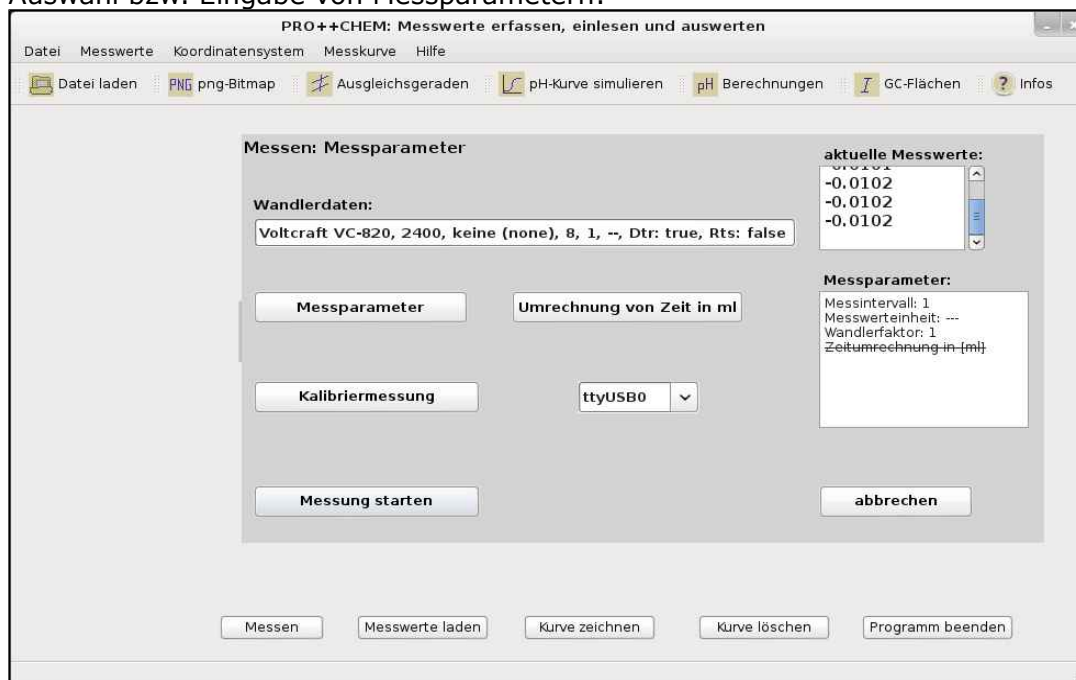 Auswahl bzw. Eingabe von Messparametern:
PRO++CHEM: Messwerte erfassen, einlesen und auswerten
Datei Messwerte Koordinatensystem Messkurve Hilfe
Datei laden PNG png-Bitmap Ausgleichsgeraden pH-Kurve simulieren pH Berechnungen GC-Flächen ? Infos
Messen: Messparameter
aktuelle Messwerte:
-0.0102
-0.0102
-0.0102
Wandlerdaten:
Voltcraft VC-820, 2400, keine (none), 8, 1, --, Dtr: true, Rts: false
Messparameter:
Messintervall: 1
Messwerteinheit: ---
Wandlerfaktor: 1
Zeitumrechnung in [ml]
Messparameter Umrechnung von Zeit in ml
Kalibriermessung ttyUSB0
Messung starten abbrechen
Messen Messwerte laden Kurve zeichnen Kurve löschen Programm beenden